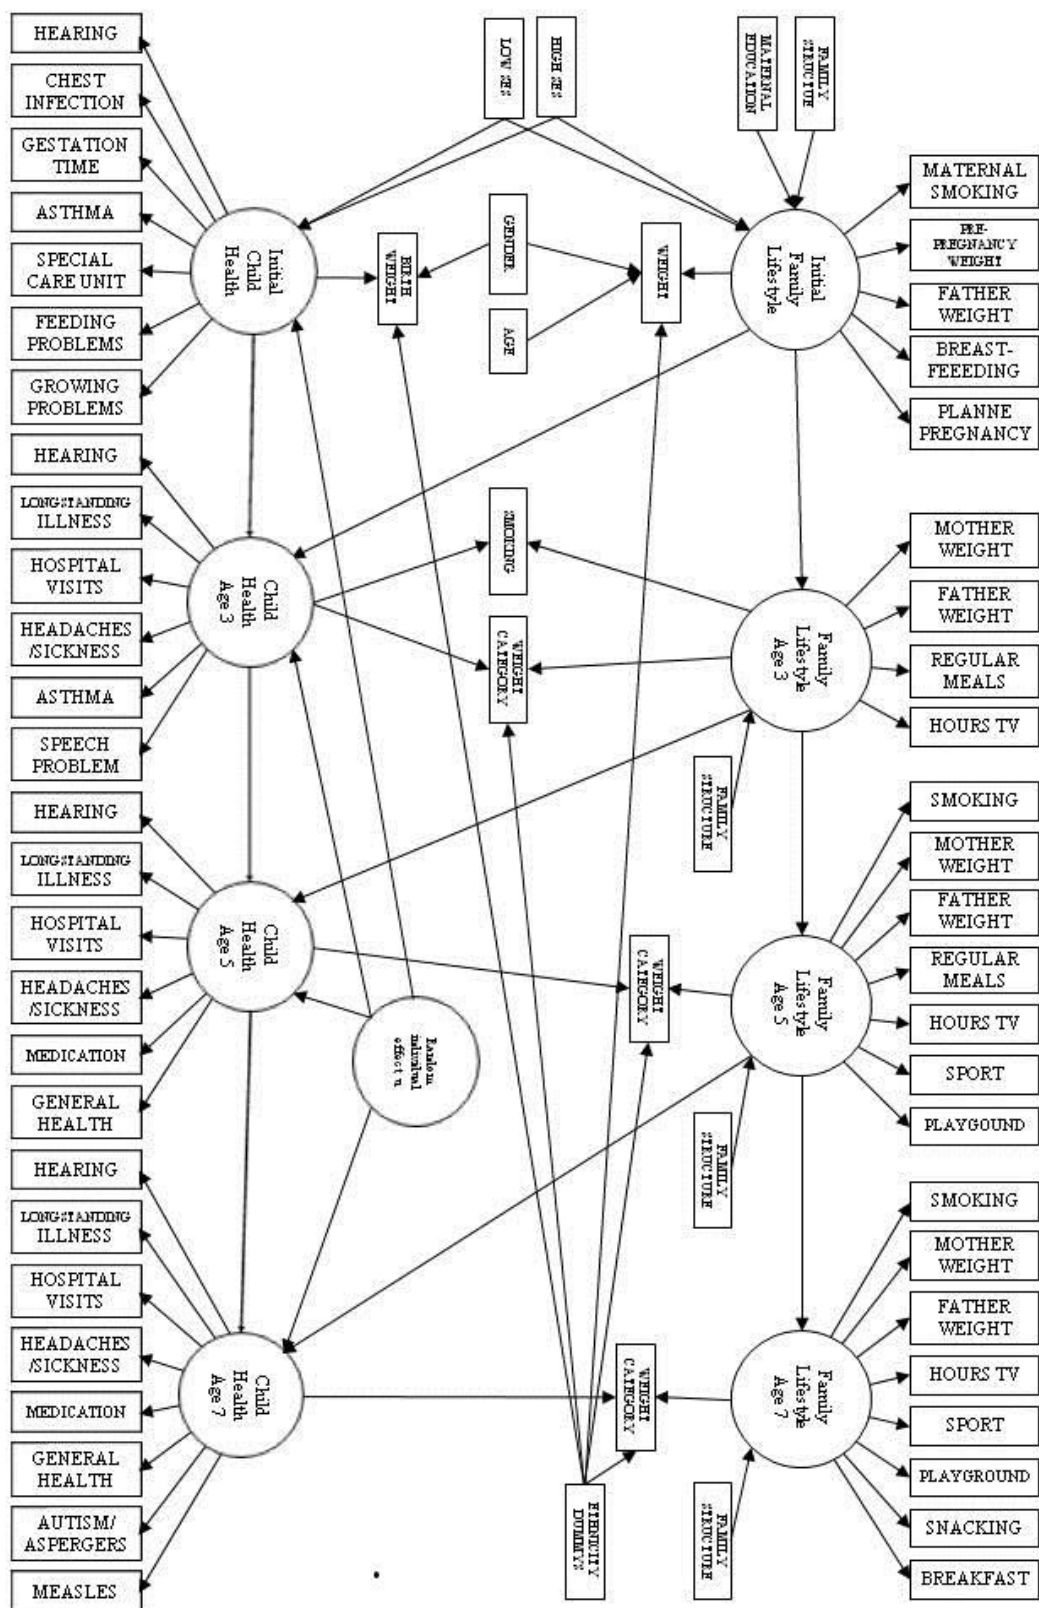 HEARING
CHEST
INFECTION
GESTATION
TIME
ASTHMA
SPECIAL
CARE UNIT
FEEDING
PROBLEMS
GROWING
PROBLEMS
HEARING
LONGSTANDING
ILLNESS
HOSPITAL
VISITS
HEADACHES
/SICKNESS
ASTHMA
SPEECH
PROBLEM
HEARING
LONGSTANDING
ILLNESS
HOSPITAL
VISITS
HEADACHES
/SICKNESS
MEDICATION
GENERAL
HEALTH
HEARING
LONGSTANDING
ILLNESS
HOSPITAL
VISITS
HEADACHES
/SICKNESS
MEDICATION
GENERAL
HEALTH
AUTISM/
ASPERGERS
MEASLES
Initial
Child
Health
Child
Health
Age 3
Child
Health
Age 5
Child
Health
Age 7
BIRTH
WEIGHT
Random
individual
effect u
LOW SES
HIGH SES
GENDER
AGE
WEIGHT
SMOKING
WEIGHT
CATEGORY
WEIGHT
CATEGORY
WEIGHT
CATEGORY
ETHNICITY
DUMMYS
FAMILY
STRUCTUE
MATERNAL
EDUCATION
FAMILY
STRUCTURE
FAMILY
STRUCTURE
FAMILY
STRUCTURE
Initial
Family
Lifestyle
Family
Lifestyle
Age 3
Family
Lifestyle
Age 5
Family
Lifestyle
Age 7
MATERNAL
SMOKING
PRE-
PREGNANCY
WEIGHT
FATHER
WEIGHT
BREAST-
FEEEDING
PLANNE
PREGNANCY
MOTHER
WEIGHT
FATHER
WEIGHT
REGULAR
MEALS
HOURS TV
SMOKING
MOTHER
WEIGHT
FATHER
WEIGHT
REGULAR
MEALS
HOURS TV
SPORT
PLAYGOUND
SMOKING
MOTHER
WEIGHT
FATHER
WEIGHT
HOURS TV
SPORT
PLAYGROUND
SNACKING
BREAKFAST